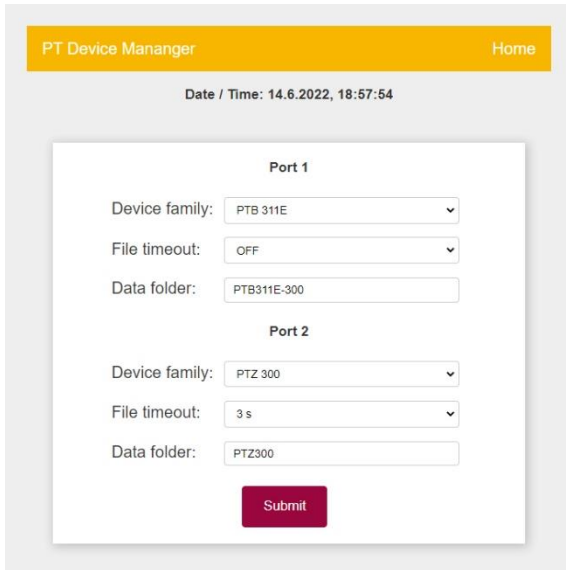 PT Device Mananger Home
Date / Time: 14.6.2022, 18:57:54
Port 1
Device family: PTB 311E
File timeout: OFF
Data folder: PTB311E-300
Port 2
Device family: PTZ 300
File timeout: 3 s
Data folder: PTZ300
Submit